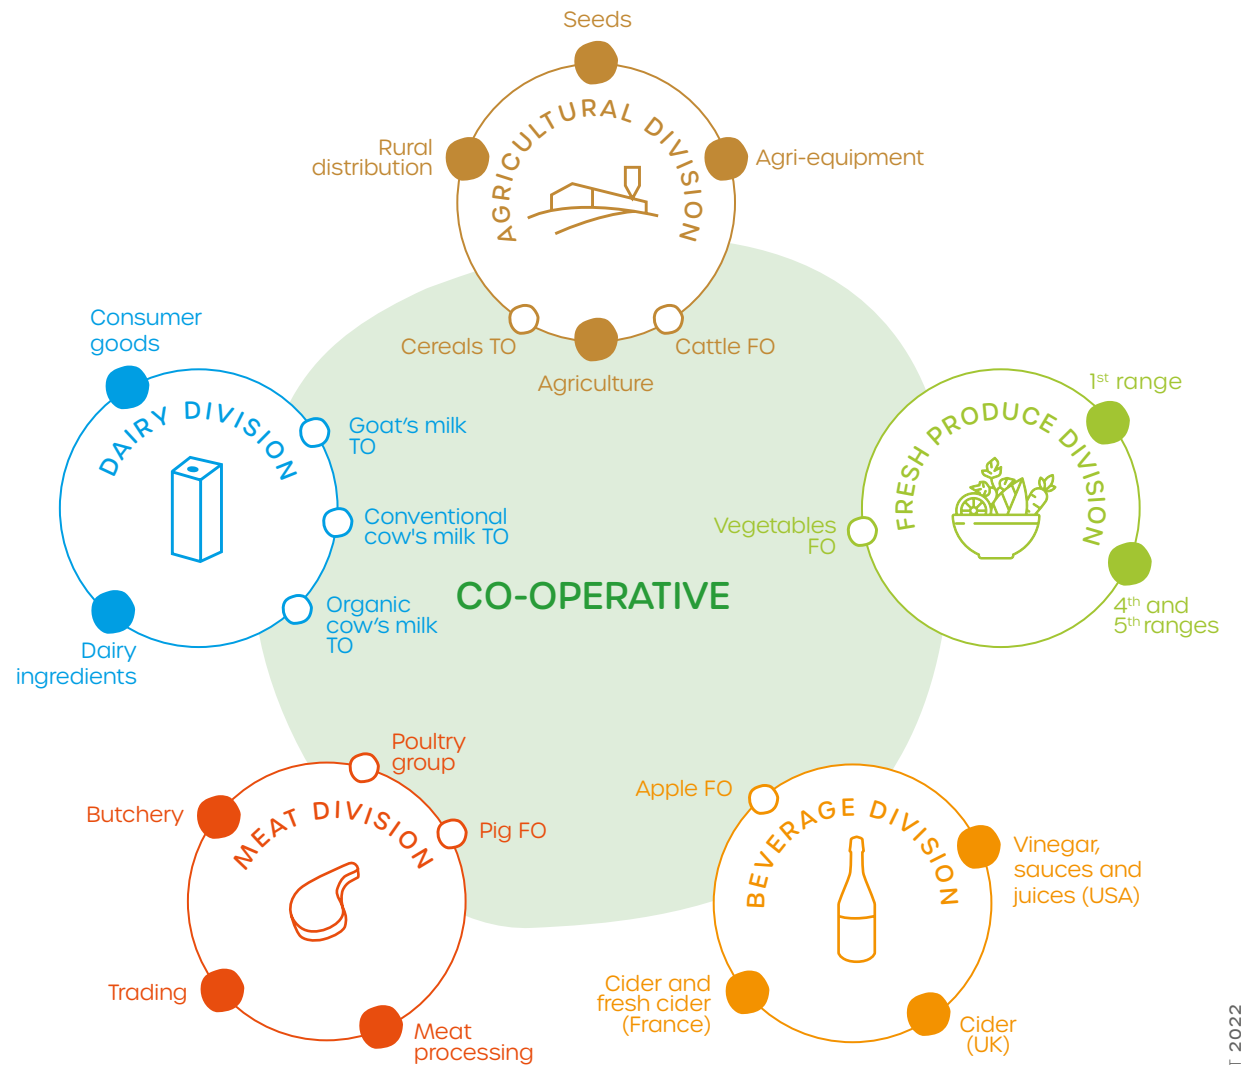 Seeds
AGRICULTURAL DIVISION
Rural
distribution
Agri-equipment
Cereals TO
Cattle FO
Agriculture
Consumer
goods
DAIRY DIVISION
Goat's milk
TO
Conventional
cow's milk TO
Organic
cow's milk
TO
Dairy
ingredients
1st range
FRESH PRODUCE DIVISION
Vegetables
FO
4th and
5th ranges
CO-OPERATIVE
Poultry
group
Butchery
MEAT DIVISION
Pig FO
Trading
Meat
processing
Apple FO
BEVERAGE DIVISION
Vinegar,
sauces and
juices (USA)
Cider and
fresh cider
(France)
Cider
(UK)
2022